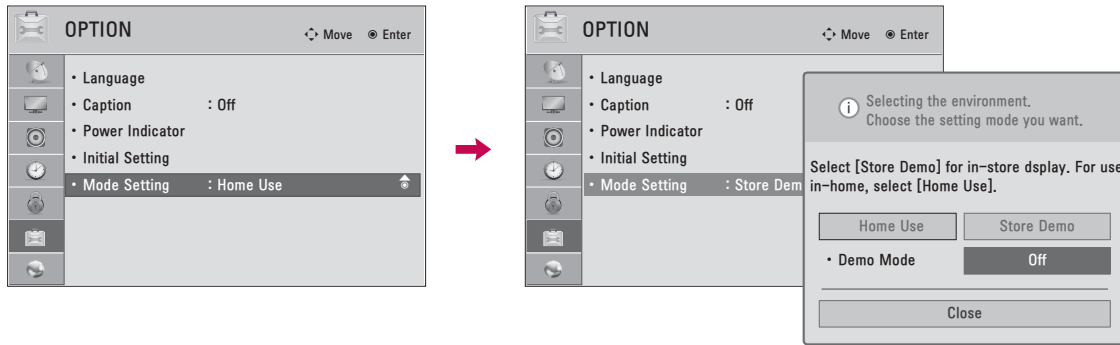 OPTION
Move Enter
• Language
• Caption : Off
• Power Indicator
• Initial Setting
• Mode Setting : Home Use
OPTION
Move Enter
• Language
• Caption : Off
• Power Indicator
• Initial Setting
• Mode Setting : Store Dem
i
Selecting the environment.
Choose the setting mode you want.
Select [Store Demo] for in-store dsplay. For use
in-home, select [Home Use].
Home Use Store Demo
• Demo Mode Off
Close